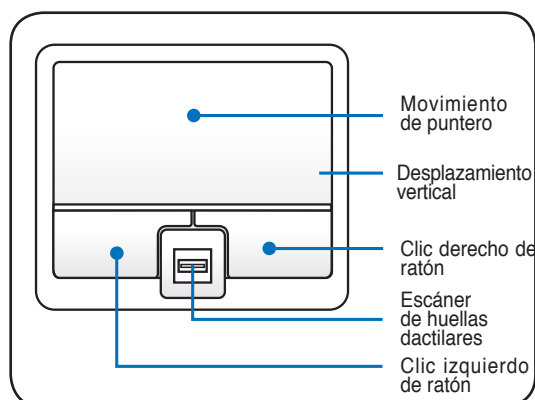 Movimiento
de puntero
Desplazamiento
vertical
Clic derecho de
ratón
Escáner
de huellas
dactilares
Clic izquierdo
de ratón